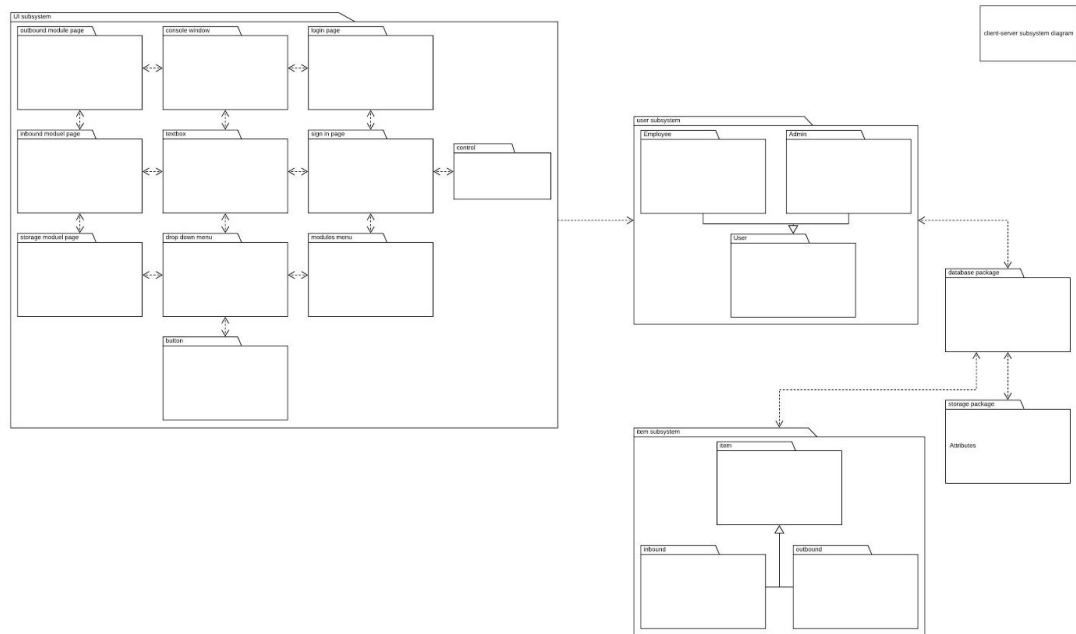 UI subsystem
outbound module page
console window
login page
client-server subsystem diagram
inbound moduel page
textbox
sign in page
control
storage moduel page
drop down menu
modules menu
button
user subsystem
Employee
Admin
User
database package
storage package
Attributes
item subsystem
item
inbound
outbound